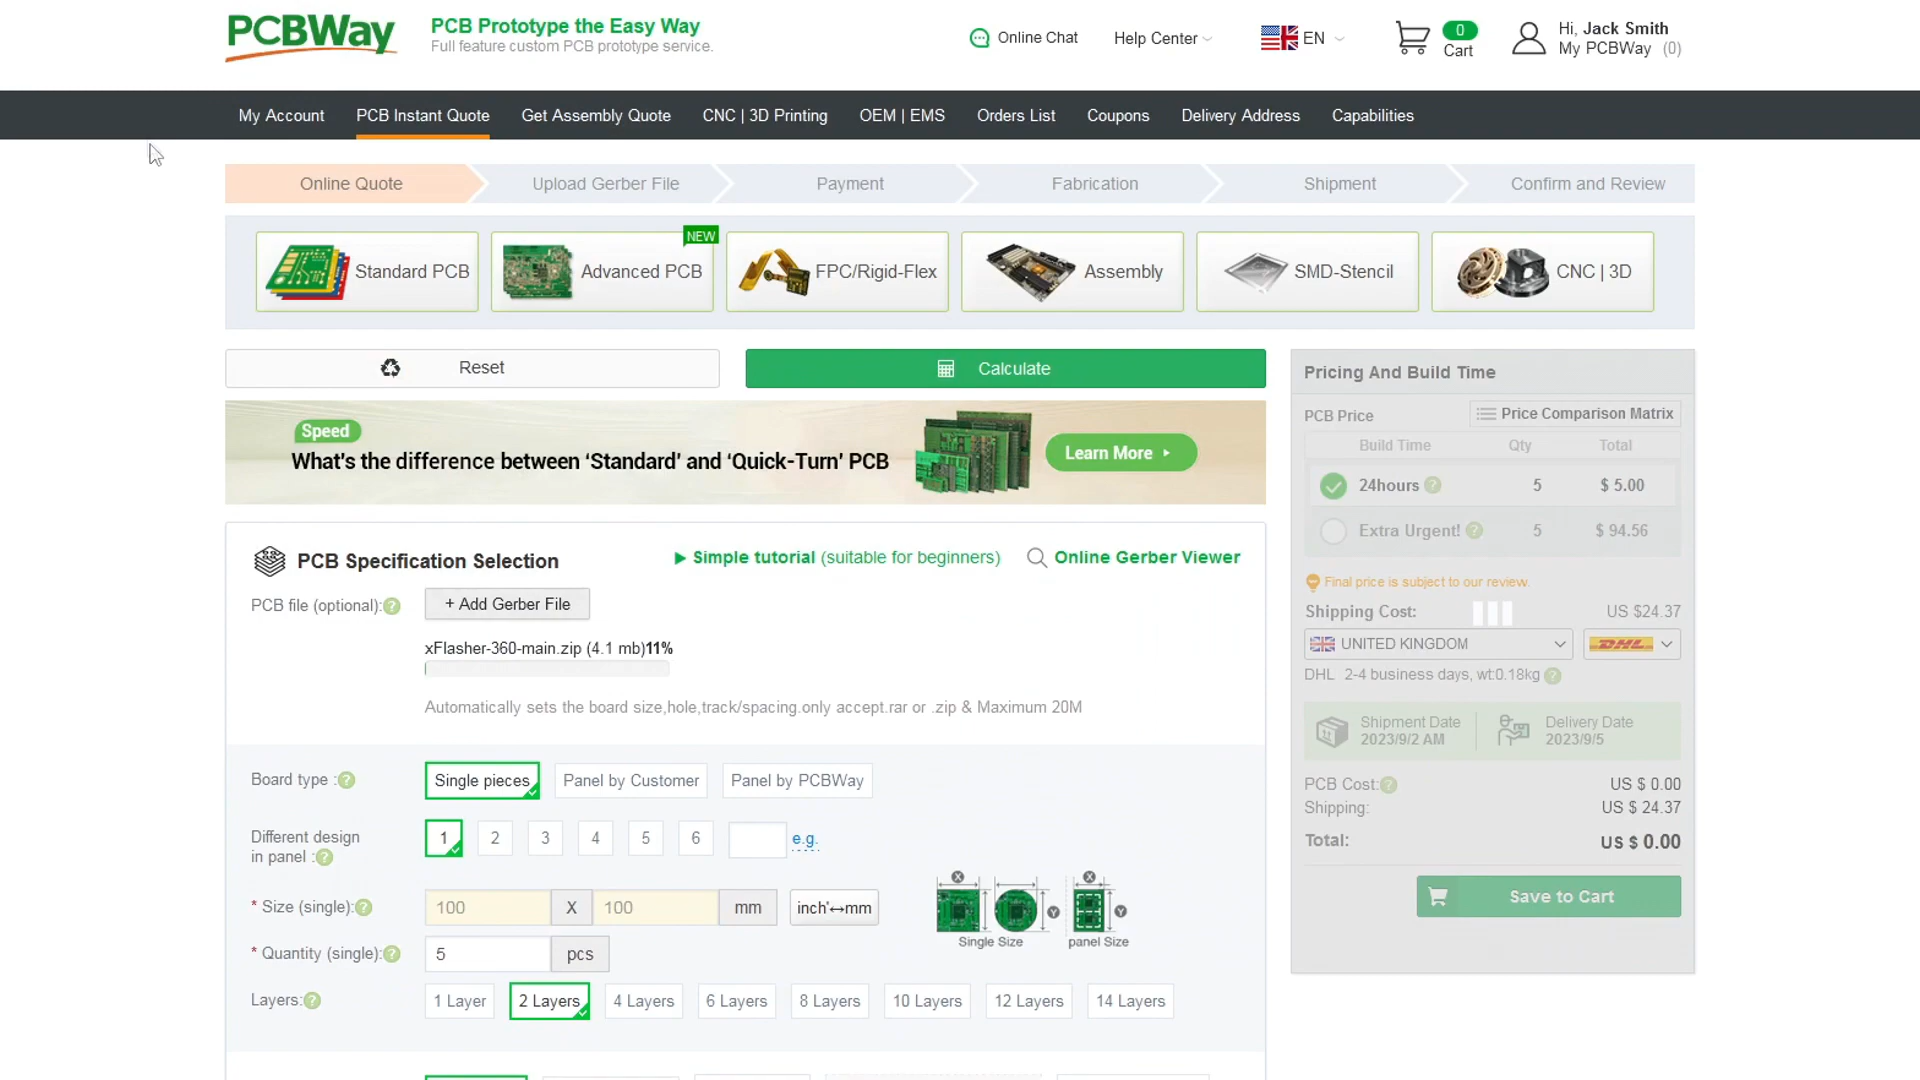 PCBWay
PCB Prototype the Easy Way
Full feature custom PCB prototype service.
Online Chat
Help Center
EN
0
Cart
Hi, Jack Smith
My PCBWay (0)
My Account
PCB Instant Quote
Get Assembly Quote
CNC | 3D Printing
OEM | EMS
Orders List
Coupons
Delivery Address
Capabilities
Online Quote
Upload Gerber File
Payment
Fabrication
Shipment
Confirm and Review
Standard PCB
NEW
Advanced PCB
FPC/Rigid-Flex
Assembly
SMD-Stencil
CNC | 3D
Reset
Calculate
Speed
What's the difference between ‘Standard’ and ‘Quick-Turn’ PCB
Learn More
PCB Specification Selection
Simple tutorial (suitable for beginners)
Online Gerber Viewer
PCB file (optional):?
+ Add Gerber File
xFlasher-360-main.zip (4.1 mb)11%
Automatically sets the board size,hole,track/spacing.only accept.rar or .zip & Maximum 20M
Board type :?
Single pieces
Panel by Customer
Panel by PCBWay
Different design
in panel :?
1 2 3 4 5 6 e.g.
* Size (single):?
100 X 100 mm
inch"↔mm
X X
Y Y
Single Size
panel Size
* Quantity (single):?
5 pcs
Layers:?
1 Layer
2 Layers
4 Layers
6 Layers
8 Layers
10 Layers
12 Layers
14 Layers
Pricing And Build Time
PCB Price
Price Comparison Matrix
Build Time Qty Total
24hours ? 5 $ 5.00
Extra Urgent! ? 5 $ 94.56
Final price is subject to our review.
Shipping Cost: US $24.37
UNITED KINGDOM
DHL
DHL 2-4 business days, wt:0.18kg ?
Shipment Date
2023/9/2 AM
Delivery Date
2023/9/5
PCB Cost:? US $ 0.00
Shipping: US $ 24.37
Total: US $ 0.00
Save to Cart